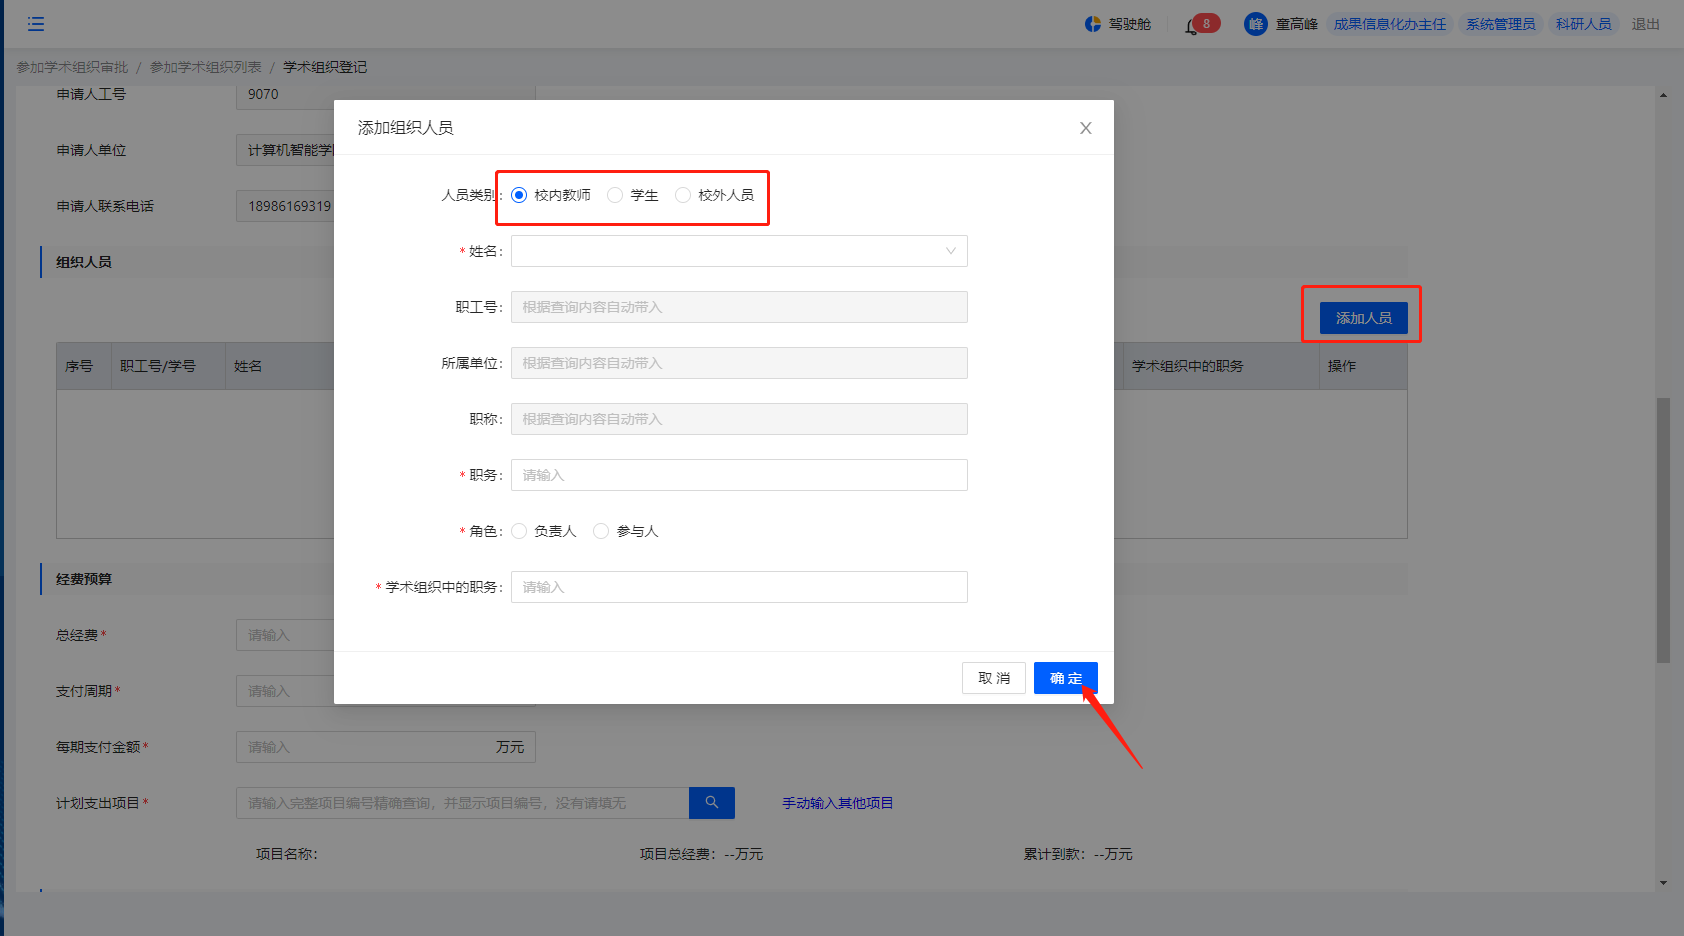 驾驶舱 8 峰 童高峰 成果信息化办主任 系统管理员 科研人员 退出
参加学术组织审批 / 参加学术组织列表 / 学术组织登记
申请人工号 9070
申请人单位 计算机智能学
申请人联系电话 18986169319
组织人员
添加人员
序号 职工号/学号 姓名 学术组织中的职务 操作
添加组织人员
人员类别: 校内教师 学生 校外人员
* 姓名:
职工号: 根据查询内容自动带入
所属单位: 根据查询内容自动带入
职称: 根据查询内容自动带入
* 职务: 请输入
* 角色: 负责人 参与人
* 学术组织中的职务: 请输入
取 消 确 定
经费预算
总经费* 请输入
支付周期* 请输入
每期支付金额* 请输入 万元
计划支出项目* 请输入完整项目编号精确查询，并显示项目编号，没有请填无 手动输入其他项目
项目名称: 项目总经费: --万元 累计到款: --万元